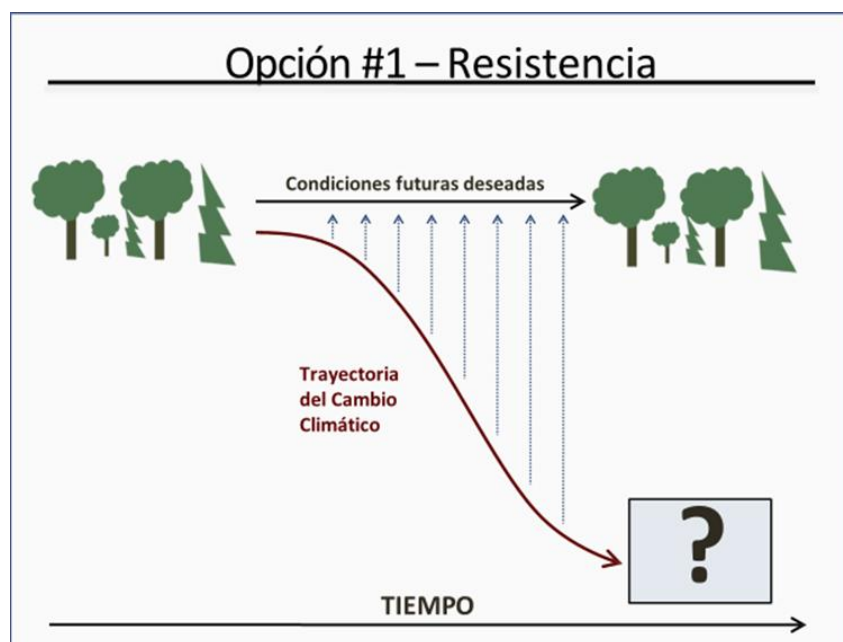 Opción #1 – Resistencia
Condiciones futuras deseadas
Trayectoria
del Cambio
Climático
?
TIEMPO